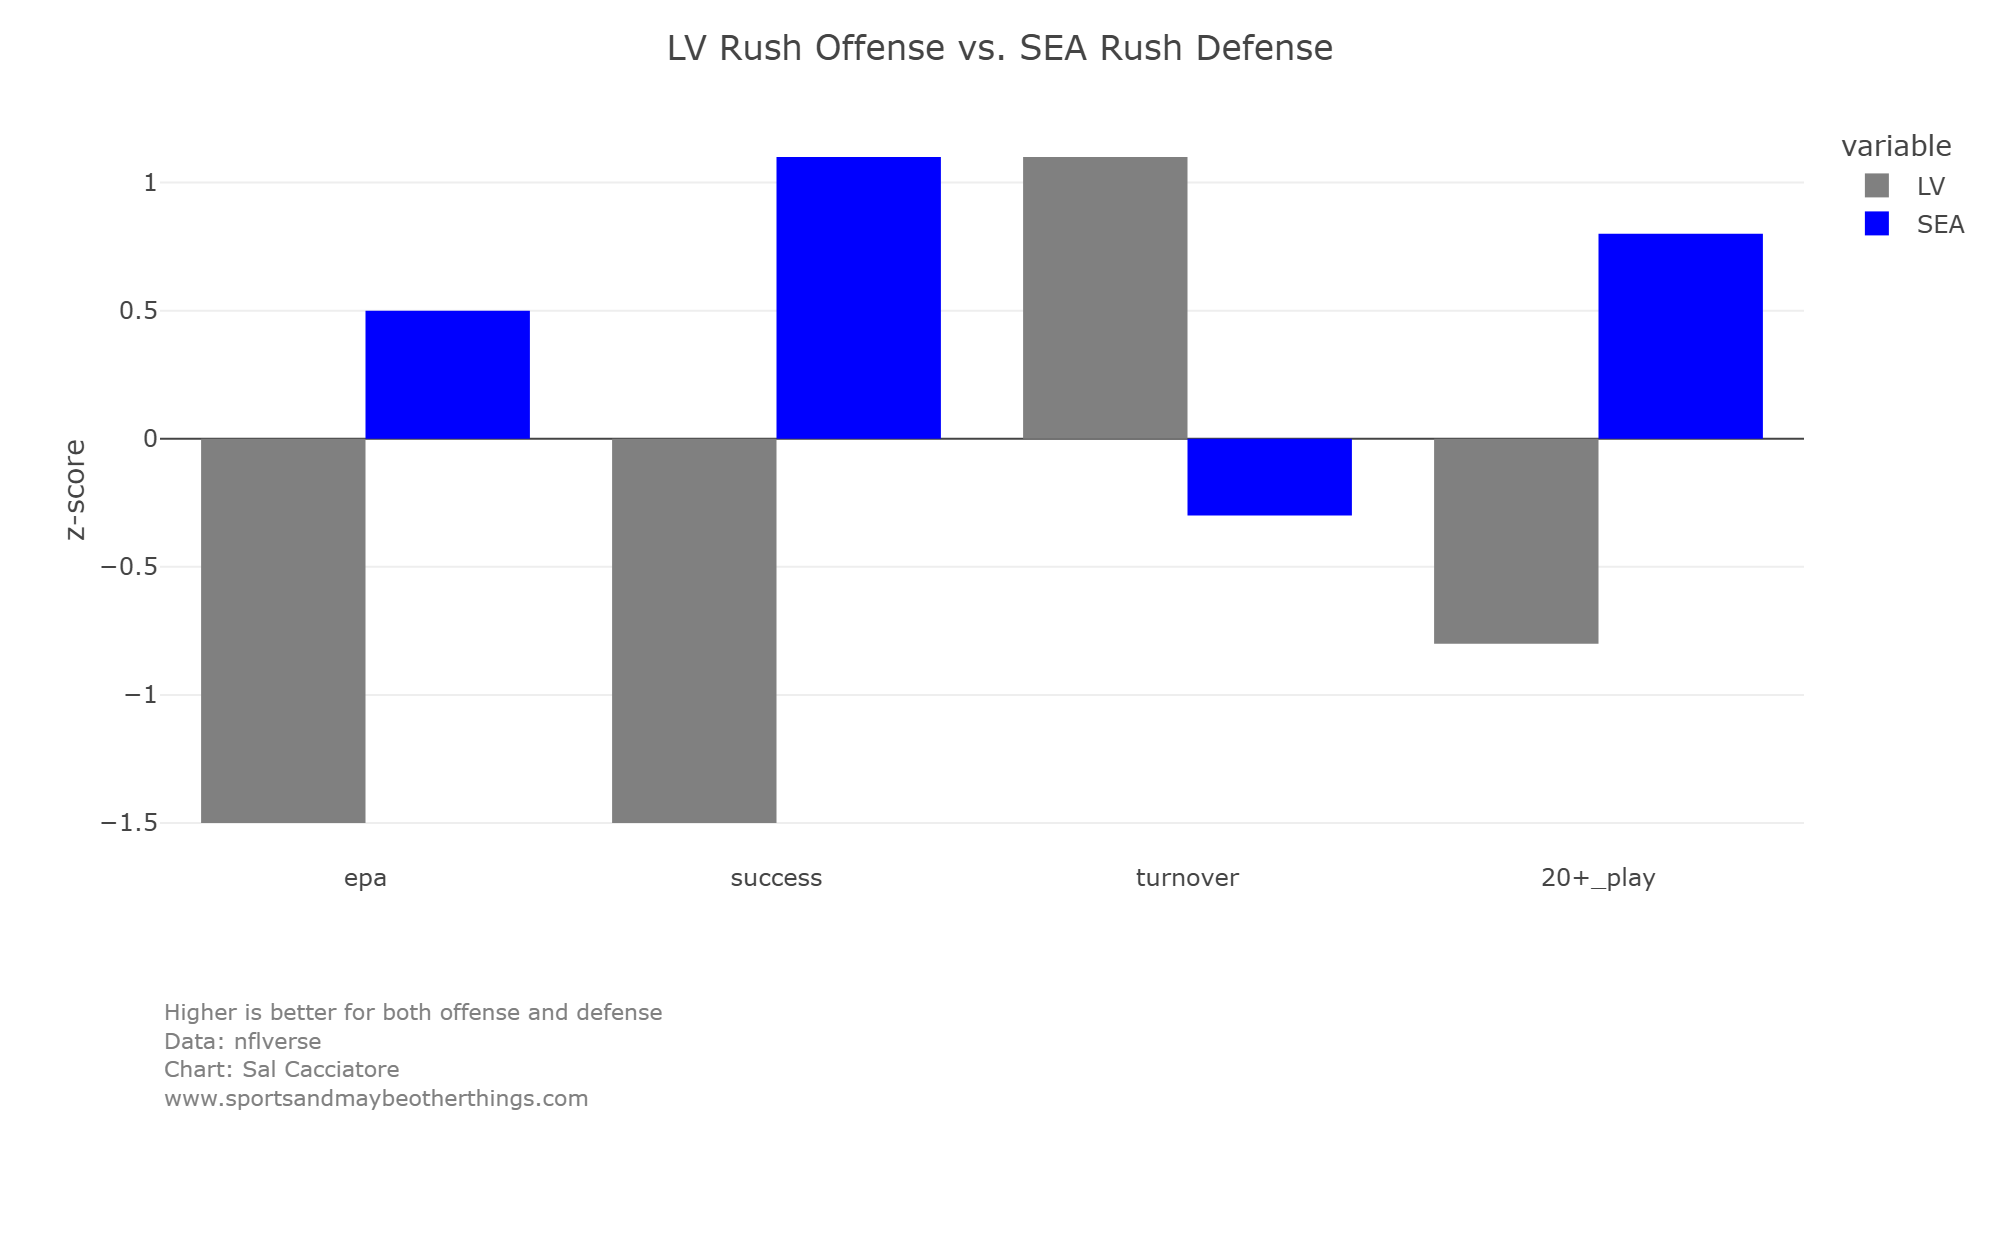 LV Rush Offense vs. SEA Rush Defense
variable
LV
SEA
1
0.5
0
−0.5
−1
−1.5
z-score
epa
success
turnover
20+_play
Higher is better for both offense and defense
Data: nflverse
Chart: Sal Cacciatore
www.sportsandmaybeotherthings.com